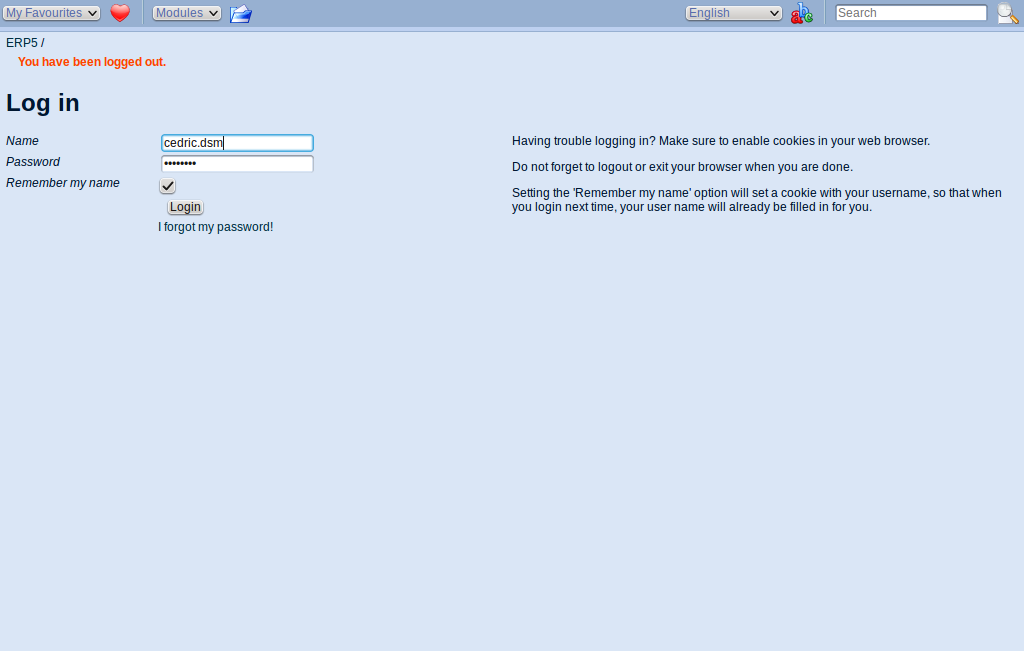 My Favourites Modules English Search
ERP5 /
You have been logged out.
Log in
Name cedric.dsm
Password ••••••••
Remember my name
Login
I forgot my password!
Having trouble logging in? Make sure to enable cookies in your web browser.
Do not forget to logout or exit your browser when you are done.
Setting the 'Remember my name' option will set a cookie with your username, so that when
you login next time, your user name will already be filled in for you.